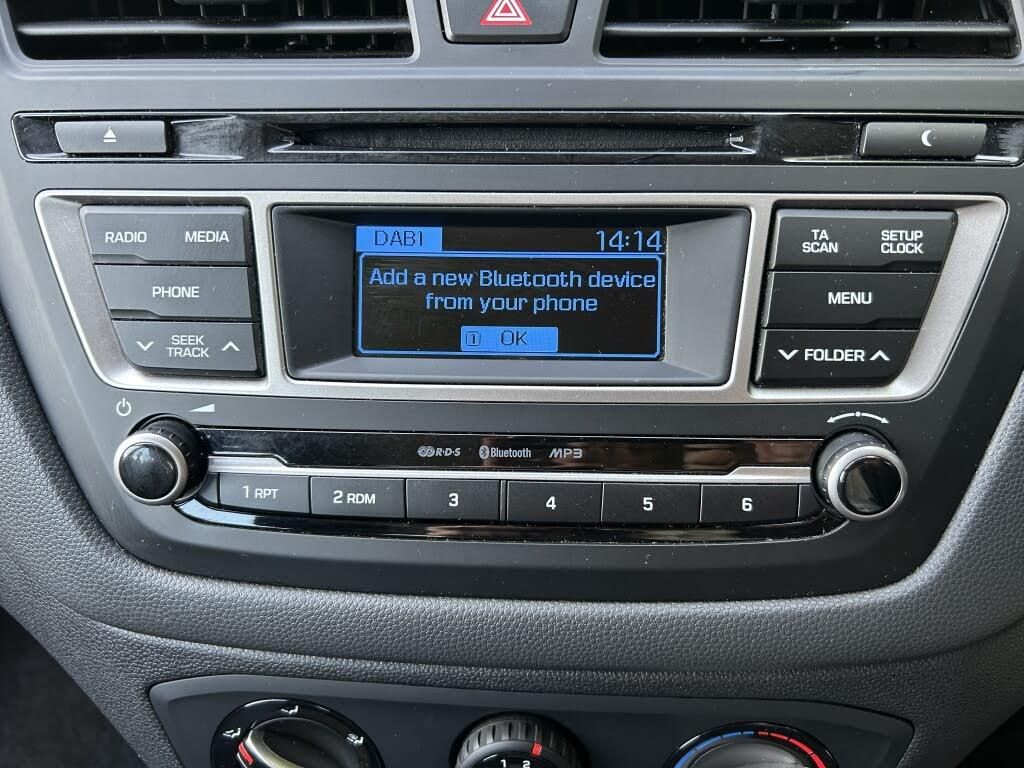 RADIO MEDIA
PHONE
SEEK
TRACK
DAB1 14:14
Add a new Bluetooth device
from your phone
1 OK
TA
SCAN
SETUP
CLOCK
MENU
FOLDER
R·D·S Bluetooth MP3
1 RPT 2 RDM 3 4 5 6
1 2